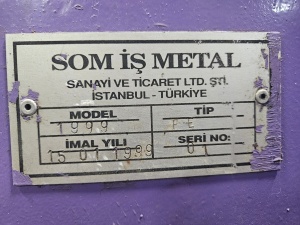 SOM İŞ METAL
SANAYİ VE TİCARET LTD. ŞTİ.
İSTANBUL - TÜRKİYE
MODEL TİP
1999
İMAL YILI SERİ NO:
15 01 1999 01